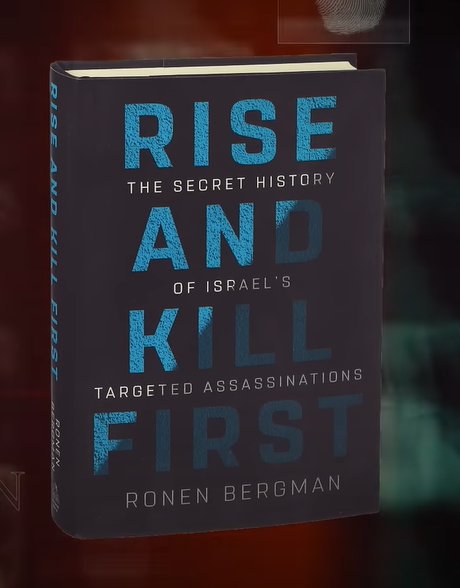 RISE
THE SECRET HISTORY
AND
OF ISRAEL'S
KILL
TARGETED ASSASSINATIONS
FIRST
RONEN BERGMAN
RISE AND KILL FIRST
RONEN
BERGMAN
N